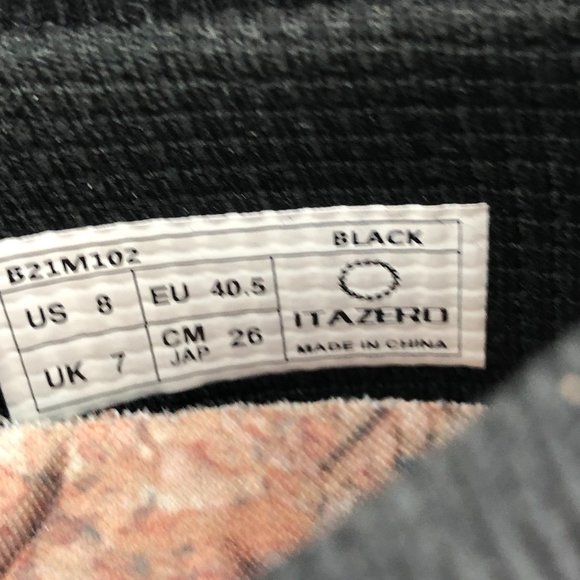 B21M102 BLACK
US 8 EU 40.5
ITAZERO
UK 7 CM JAP 26
MADE IN CHINA